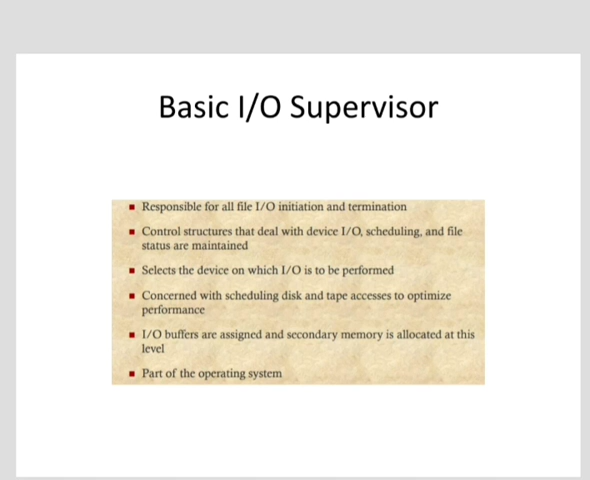 Basic I/O Supervisor
Responsible for all file I/O initiation and termination
Control structures that deal with device I/O, scheduling, and file
status are maintained
Selects the device on which I/O is to be performed
Concerned with scheduling disk and tape accesses to optimize
performance
I/O buffers are assigned and secondary memory is allocated at this
level
Part of the operating system